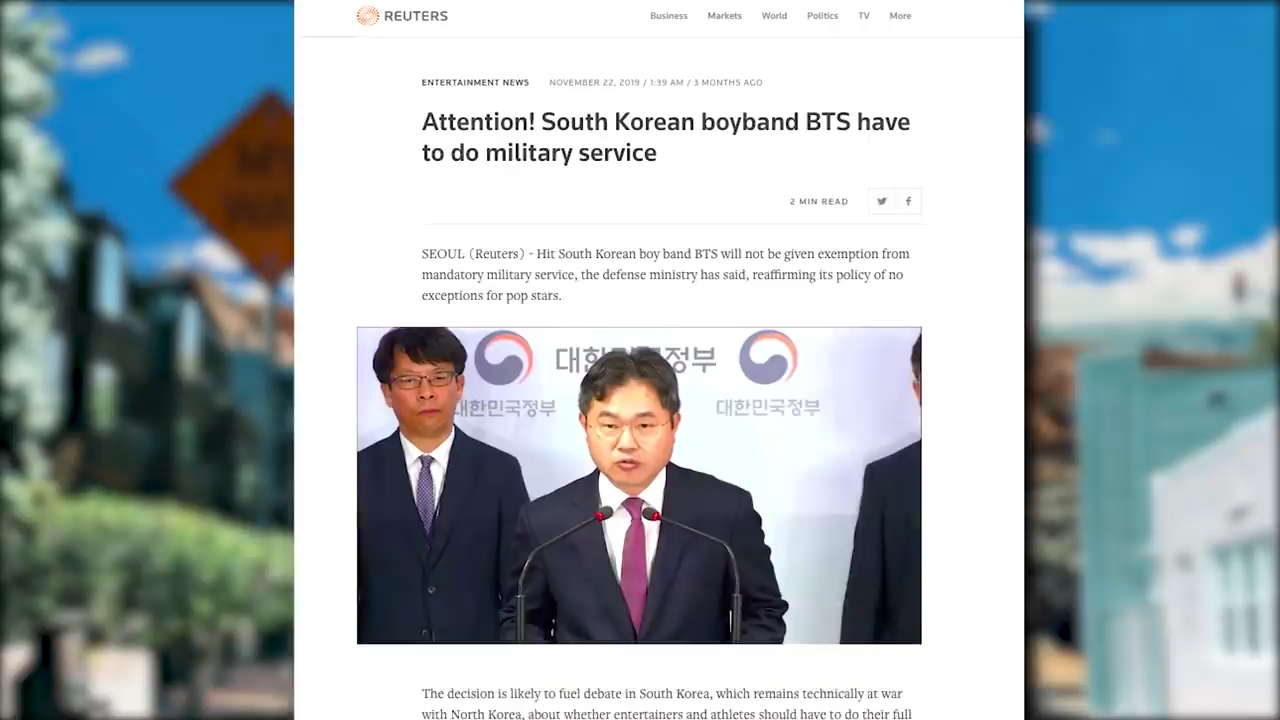 REUTERS
Business Markets World Politics TV More
ENTERTAINMENT NEWS NOVEMBER 22, 2019 / 1:39 AM / 3 MONTHS AGO
Attention! South Korean boyband BTS have
to do military service
2 MIN READ
SEOUL (Reuters) - Hit South Korean boy band BTS will not be given exemption from
mandatory military service, the defense ministry has said, reaffirming its policy of no
exceptions for pop stars.
대한민국정부
대한민국정부 대한민국정부
The decision is likely to fuel debate in South Korea, which remains technically at war
with North Korea, about whether entertainers and athletes should have to do their full